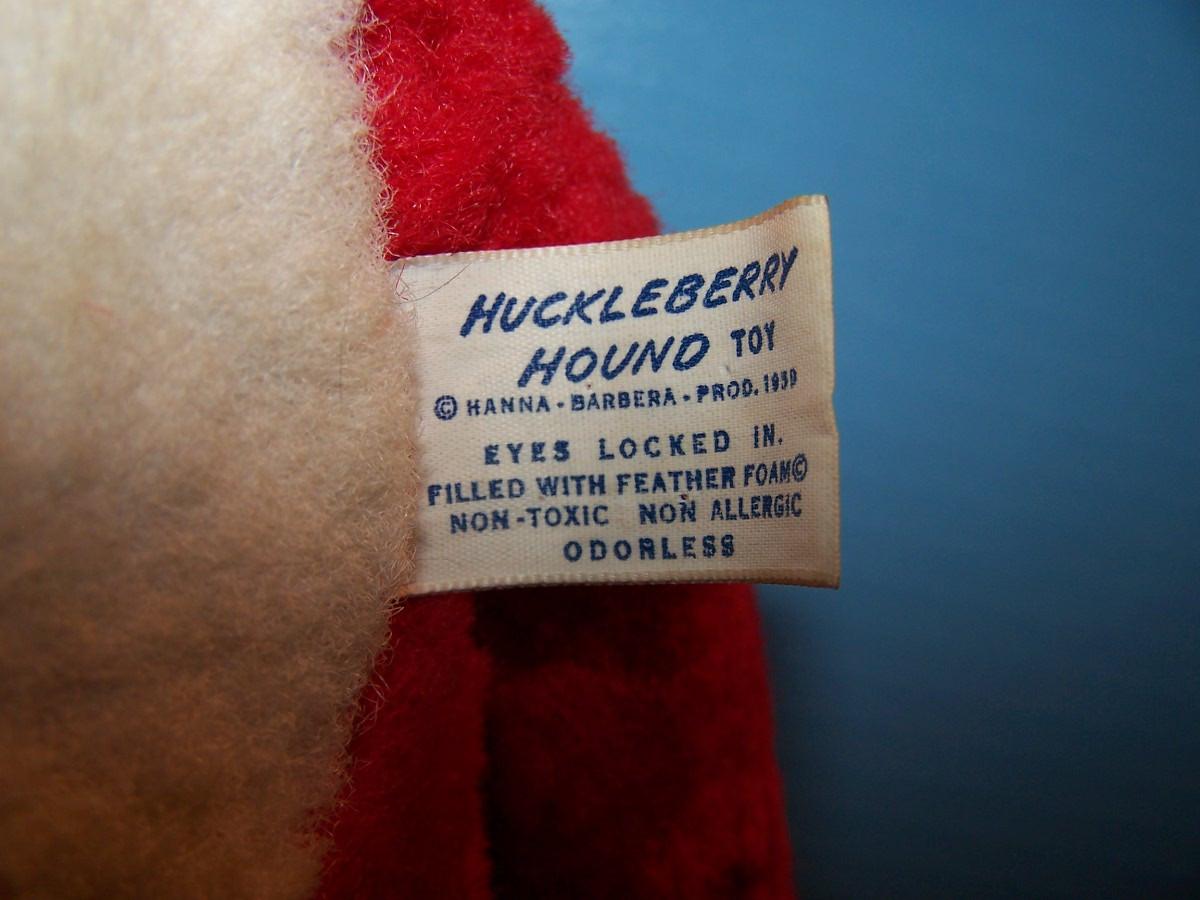 HUCKLEBERRY
HOUND TOY
© HANNA-BARBERA-PROD. 1959
EYES LOCKED IN.
FILLED WITH FEATHER FOAM©
NON-TOXIC NON ALLERGIC
ODORLESS